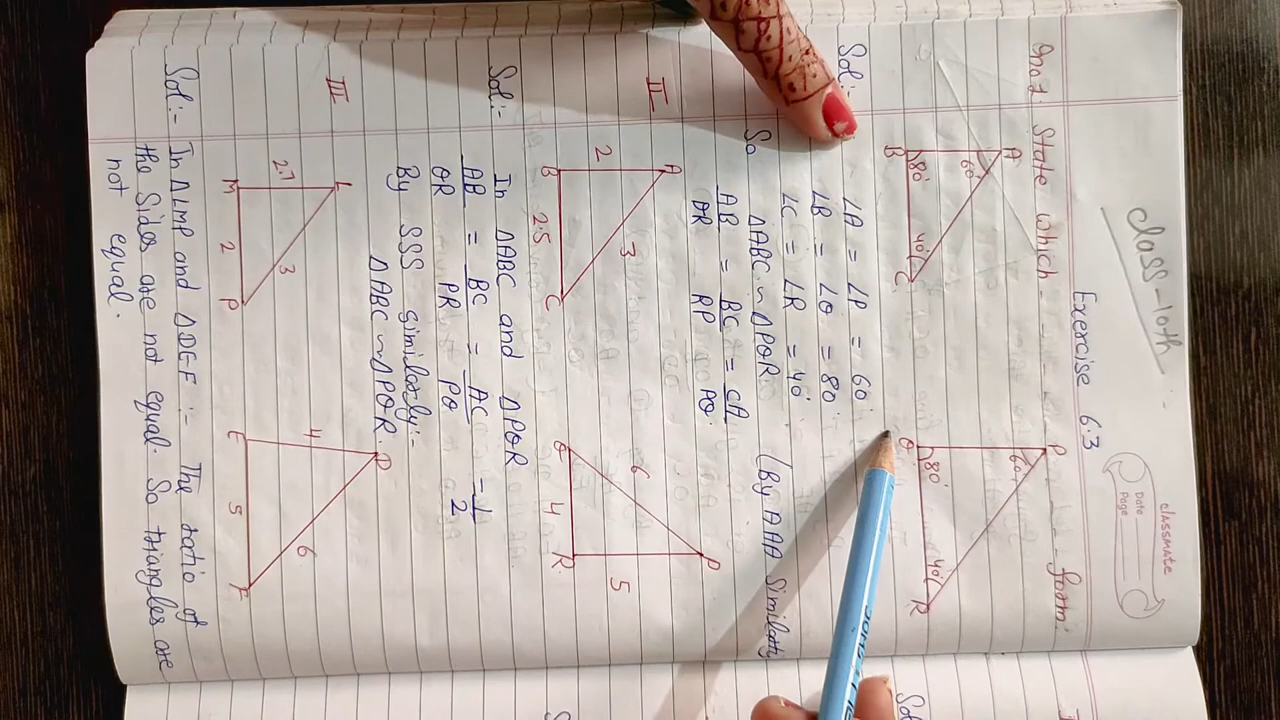 class-10th
classmate
Date
Page
Exercise 6.3
Qno 1. State which - - - - form.
A
60°
B
80°
40°
C
P
60°
Q
80°
40°
R
Sol:- ∠A = ∠P = 60°
∠B = ∠Q = 80°
∠C = ∠R = 40°
So ΔABC ~ ΔPQR (By AAA Similarity
AB = BC = CA
QR RP PQ.
II
A
2
3
B
2.5
C
6
P
Q
4
R
5
Sol:- In ΔABC and ΔPQR
AB = BC = AC = 1
QR PR PQ 2
By SSS similarly:-
ΔABC ~ ΔPQR.
III
L
2.7
3
M
2
P
D
4
6
E
5
F
Sol:- In ΔLMP and ΔDEF :- The ratio of
the Sides are not equal. So triangles are
not equal.
Sol